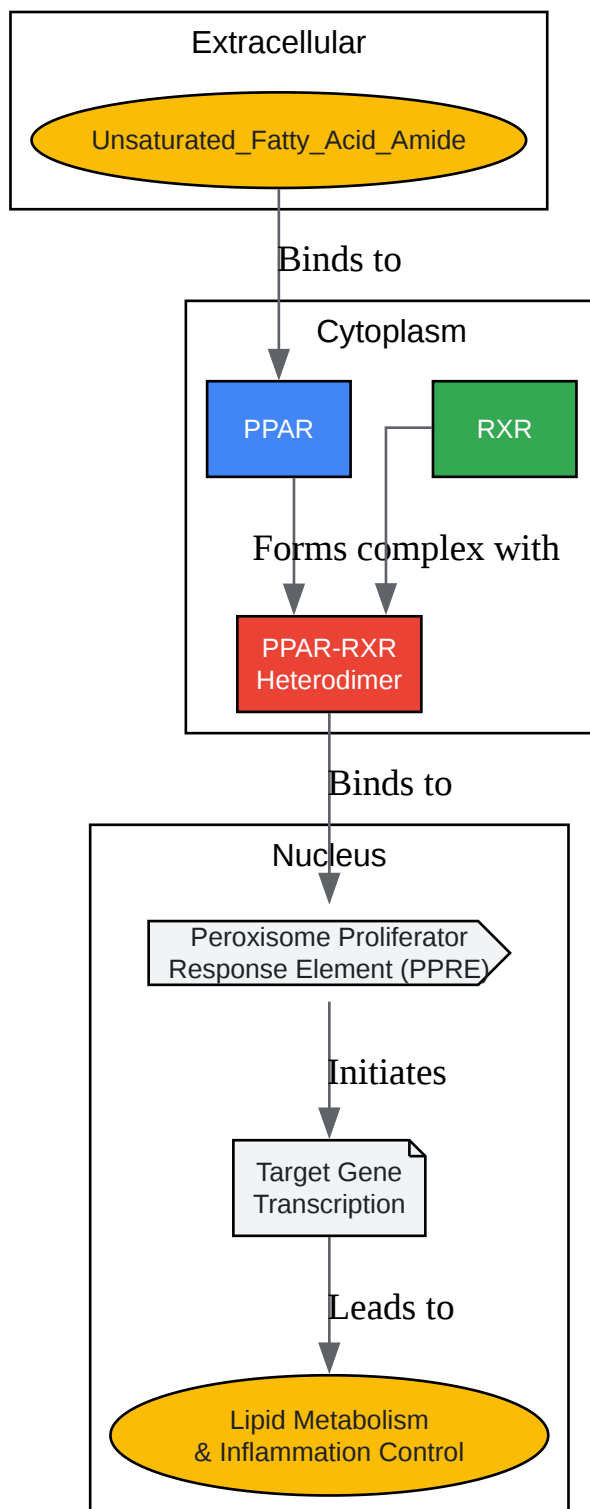 Extracellular
Unsaturated_Fatty_Acid_Amide
Binds to
Cytoplasm
PPAR
RXR
Forms complex with
PPAR-RXR
Heterodimer
Binds to
Nucleus
Peroxisome Proliferator
Response Element (PPRE)
Initiates
Target Gene
Transcription
Leads to
Lipid Metabolism
& Inflammation Control